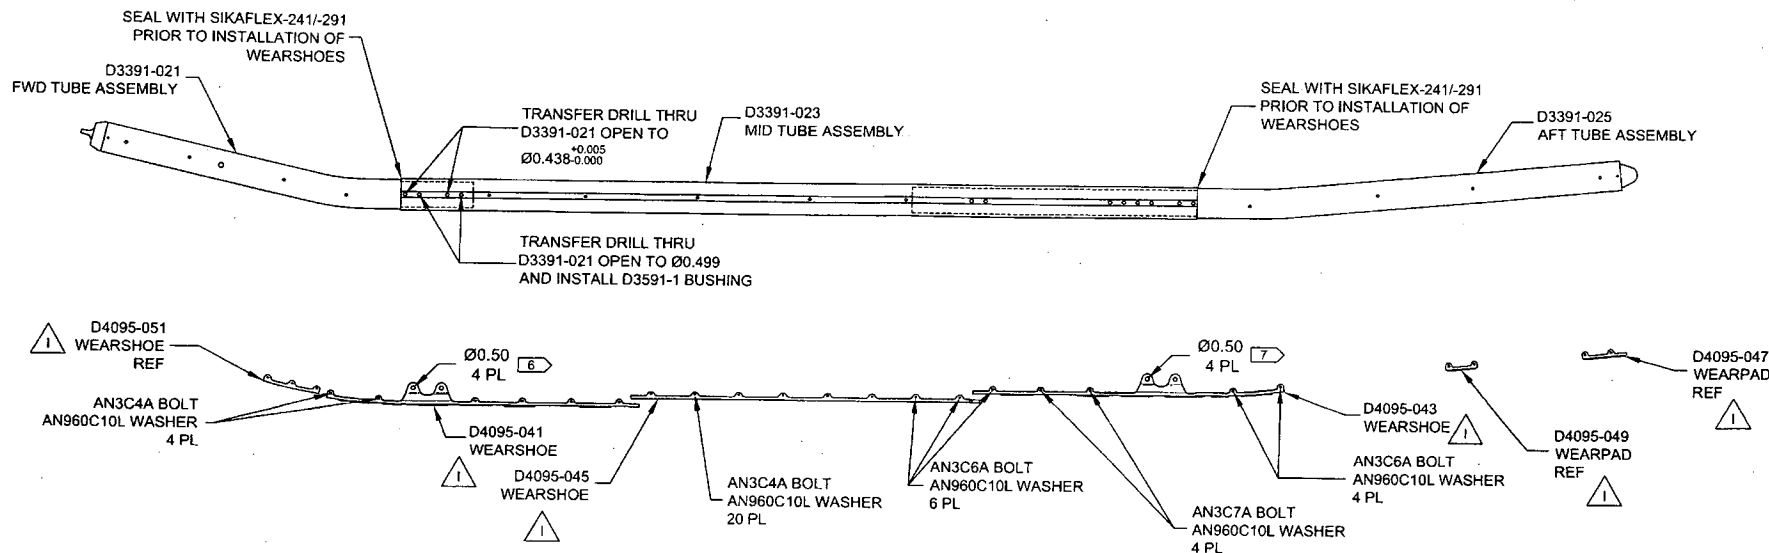 SEAL WITH SIKAFLEX-241/-291
PRIOR TO INSTALLATION OF
WEARSHOES
D3391-021
FWD TUBE ASSEMBLY
TRANSFER DRILL THRU
D3391-021 OPEN TO
Ø0.438 +0.005 -0.000
D3391-023
MID TUBE ASSEMBLY
SEAL WITH SIKAFLEX-241/-291
PRIOR TO INSTALLATION OF
WEARSHOES
D3391-025
AFT TUBE ASSEMBLY
TRANSFER DRILL THRU
D3391-021 OPEN TO Ø0.499
AND INSTALL D3591-1 BUSHING
1
D4095-051
WEARSHOE
REF
Ø0.50
4 PL
6
AN3C4A BOLT
AN960C10L WASHER
4 PL
D4095-041
WEARSHOE
1
D4095-045
WEARSHOE
1
AN3C4A BOLT
AN960C10L WASHER
20 PL
AN3C6A BOLT
AN960C10L WASHER
6 PL
Ø0.50
4 PL
7
AN3C7A BOLT
AN960C10L WASHER
4 PL
D4095-043
WEARSHOE
1
AN3C6A BOLT
AN960C10L WASHER
4 PL
D4095-049
WEARPAD
REF
1
D4095-047
WEARPAD
REF
1